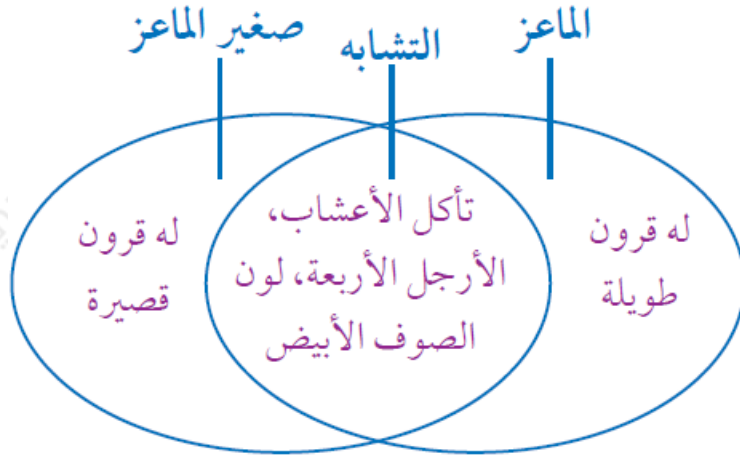 الماعز
التشابه
صغير الماعز
له قرون
طويلة
تأكل الأعشاب،
الأرجل الأربعة، لون
الصوف الأبيض
له قرون
قصيرة